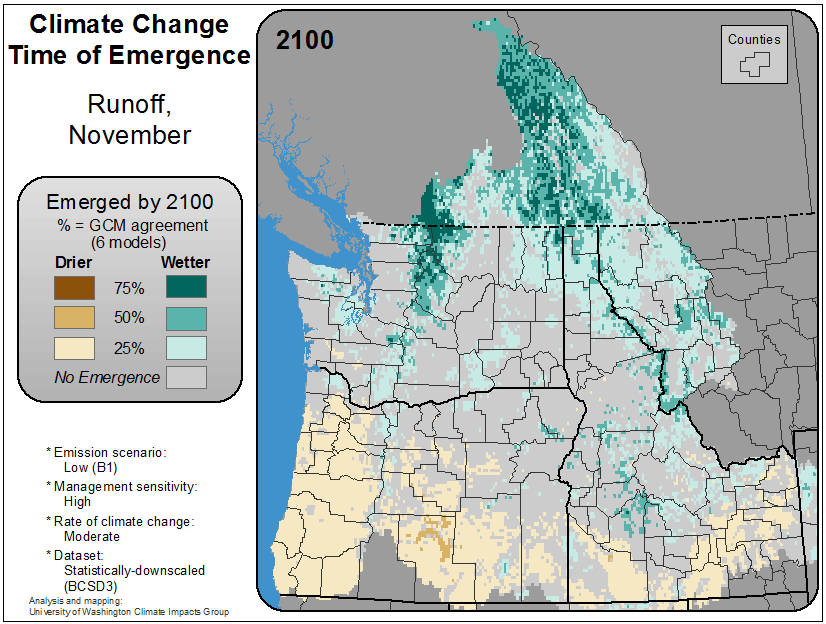 Climate Change
Time of Emergence
Runoff,
November
Emerged by 2100
% = GCM agreement
(6 models)
Drier Wetter
75%
50%
25%
No Emergence
* Emission scenario:
Low (B1)
* Management sensitivity:
High
* Rate of climate change:
Moderate
* Dataset:
Statistically-downscaled
(BCSD3)
Analysis and mapping:
University of Washington Climate Impacts Group
2100
Counties